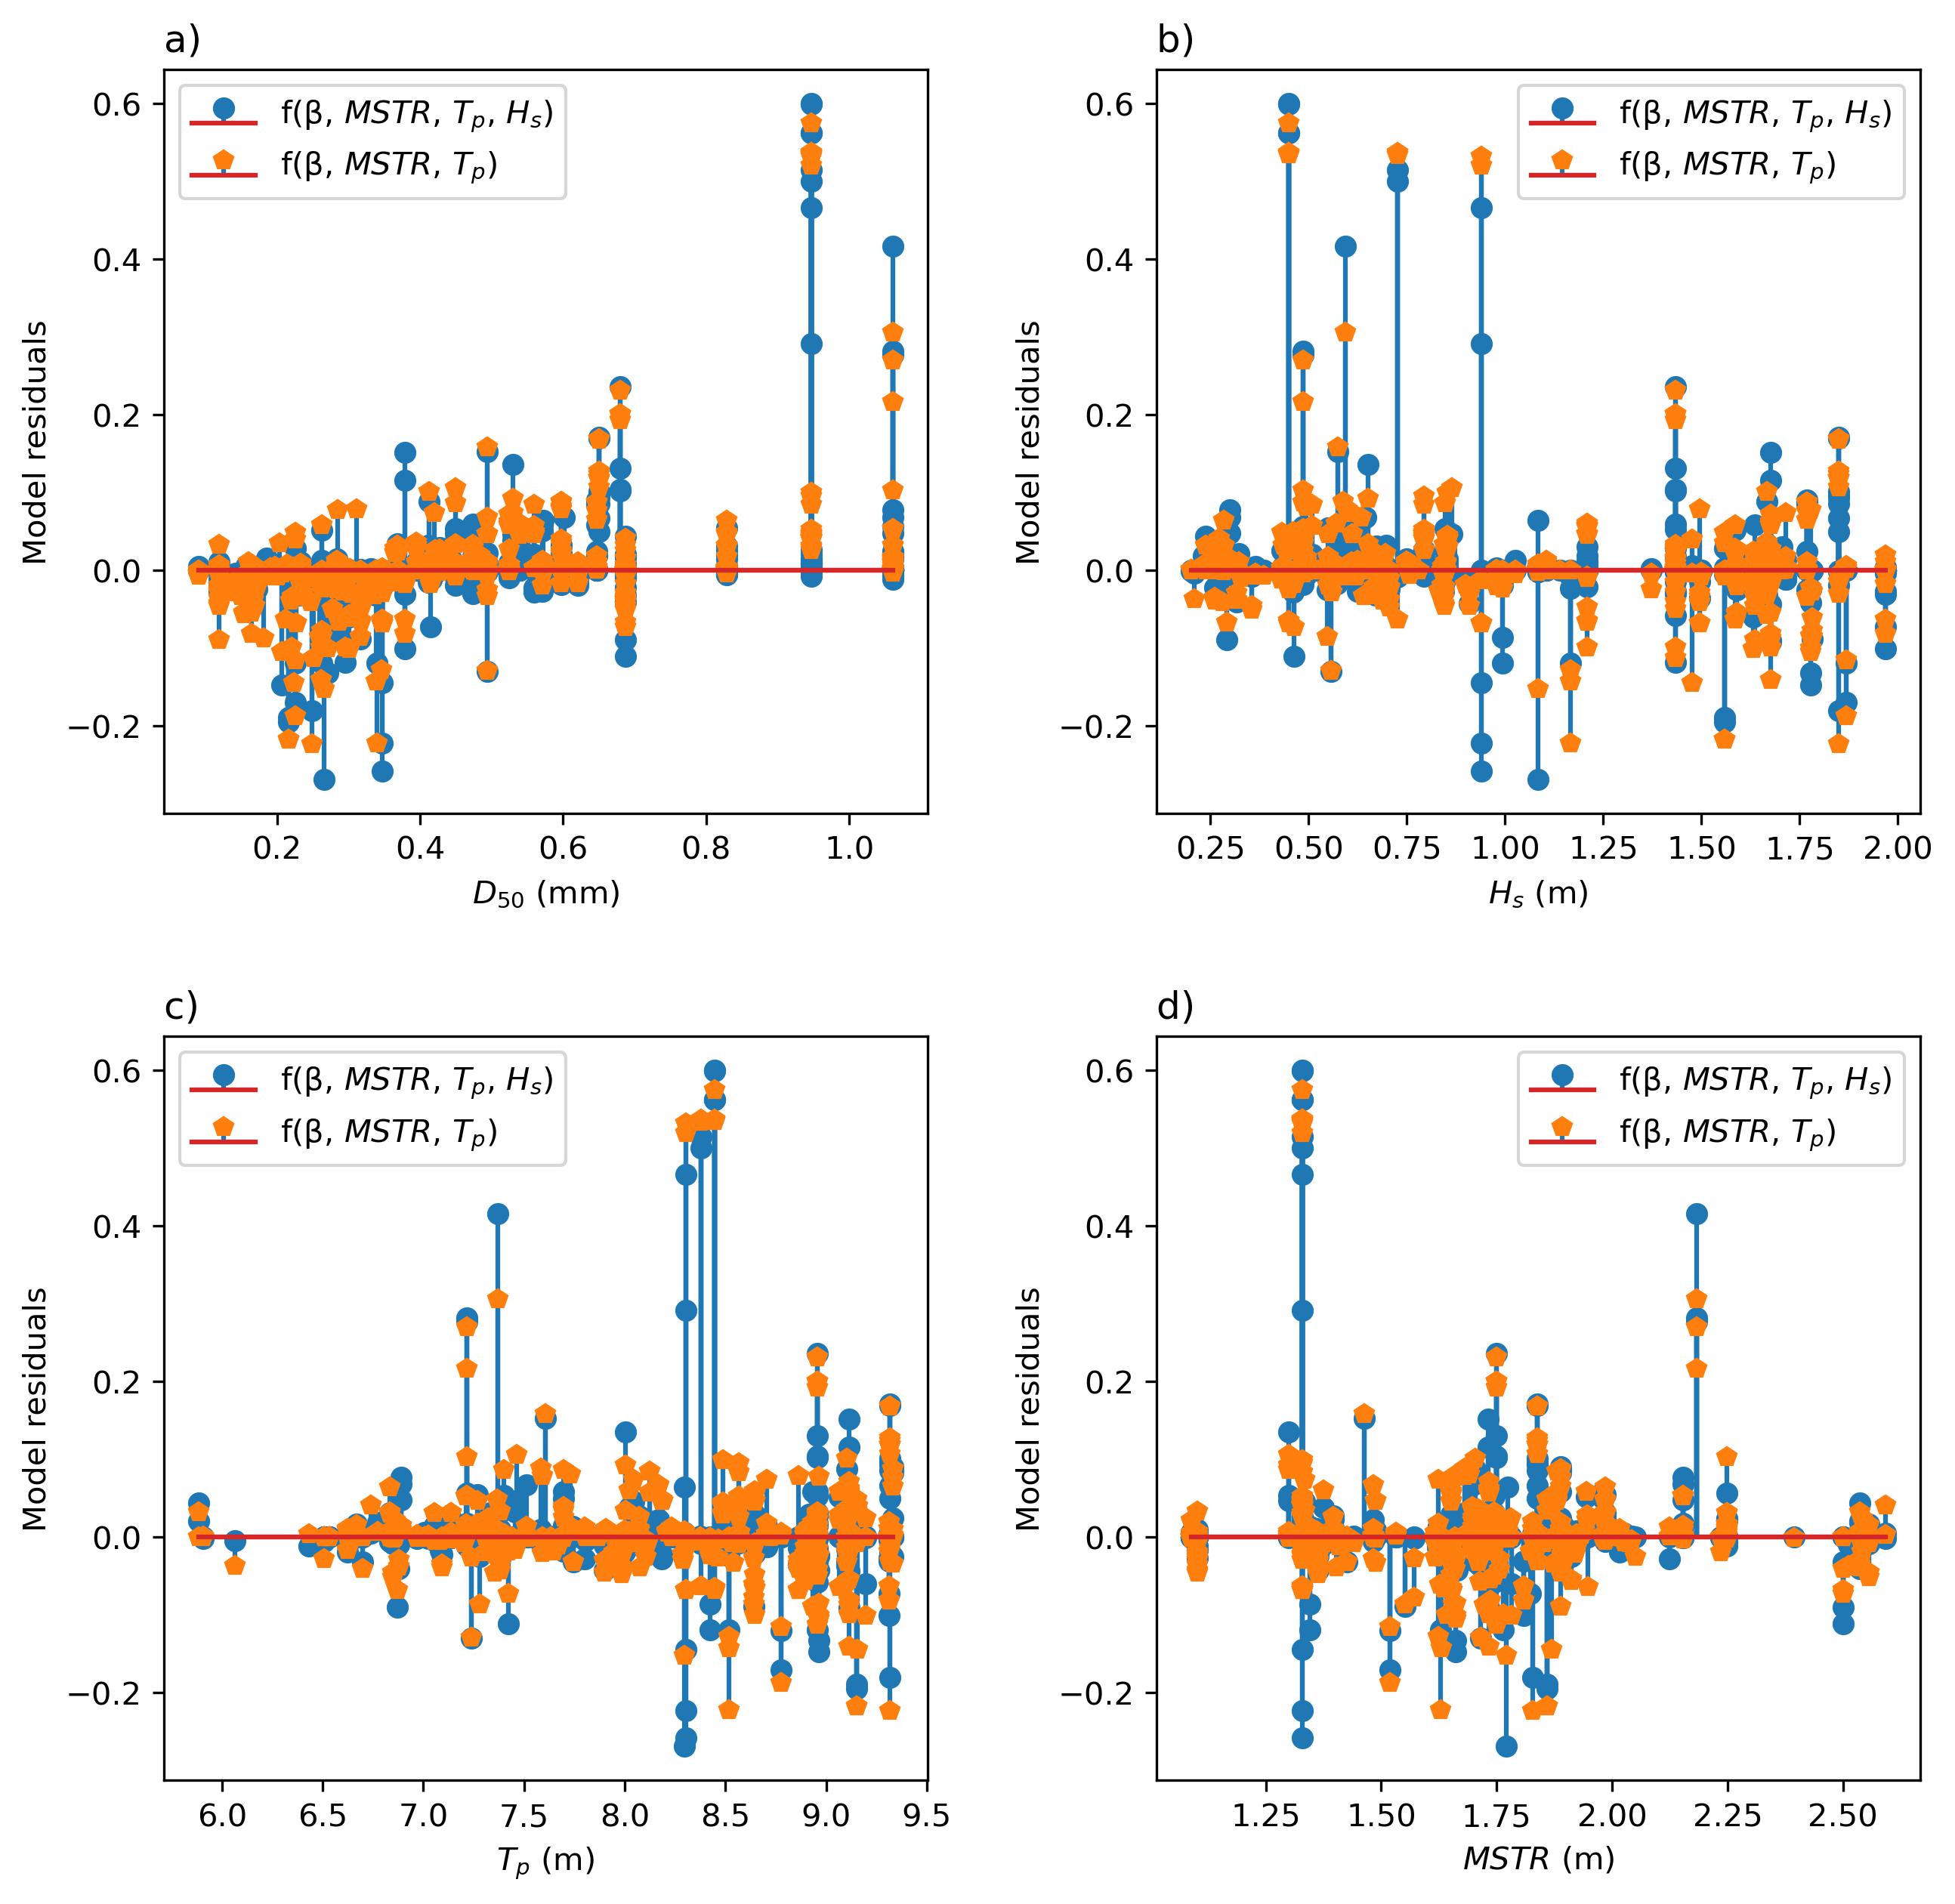 a)
f(β, MSTR, Tp, Hs)
f(β, MSTR, Tp)
Model residuals
0.6
0.4
0.2
0.0
−0.2
0.2 0.4 0.6 0.8 1.0
D50 (mm)
b)
f(β, MSTR, Tp, Hs)
f(β, MSTR, Tp)
Model residuals
0.6
0.4
0.2
0.0
−0.2
0.25 0.50 0.75 1.00 1.25 1.50 1.75 2.00
Hs (m)
c)
f(β, MSTR, Tp, Hs)
f(β, MSTR, Tp)
Model residuals
0.6
0.4
0.2
0.0
−0.2
6.0 6.5 7.0 7.5 8.0 8.5 9.0 9.5
Tp (m)
d)
f(β, MSTR, Tp, Hs)
f(β, MSTR, Tp)
Model residuals
0.6
0.4
0.2
0.0
−0.2
1.25 1.50 1.75 2.00 2.25 2.50
MSTR (m)